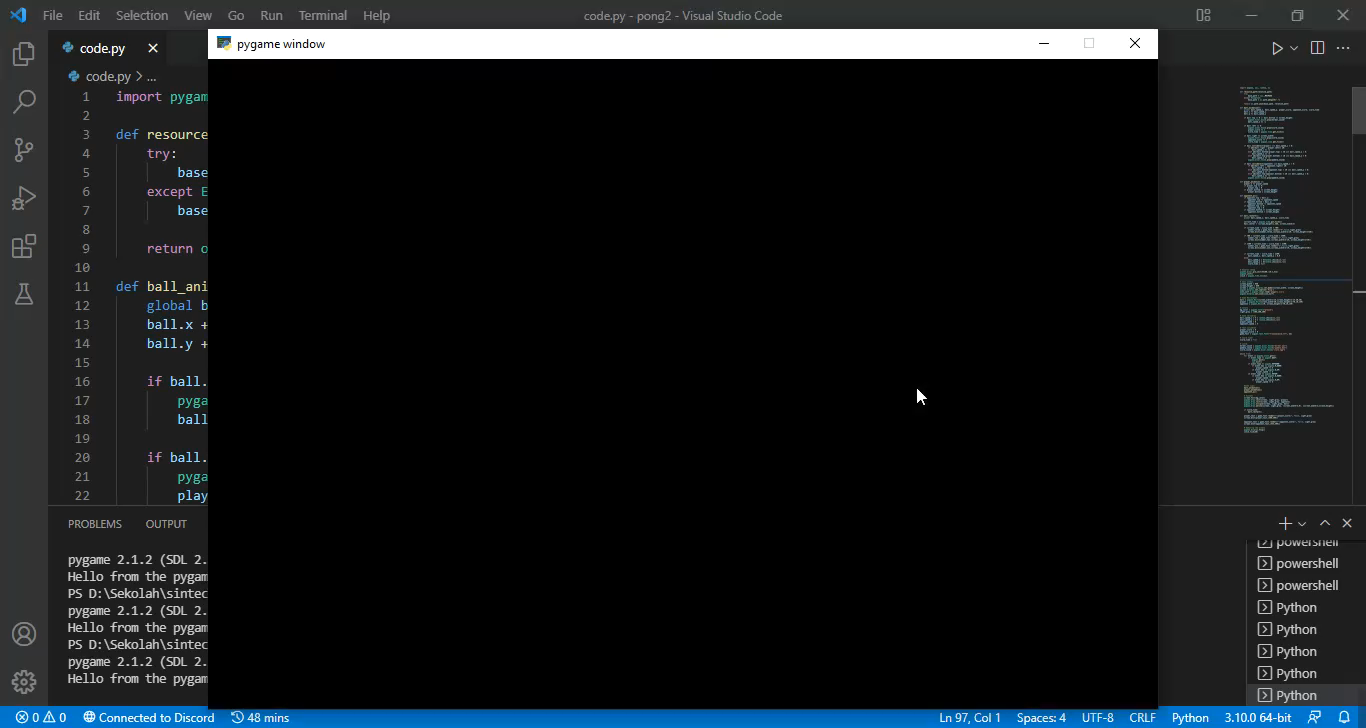 File Edit Selection View Go Run Terminal Help code.py - pong2 - Visual Studio Code
code.py
pygame window
code.py > ...
1 import pygam
2
3 def resource
4 try:
5 base
6 except E
7 base
8
9 return o
10
11 def ball_ani
12 global b
13 ball.x +
14 ball.y +
15
16 if ball.
17 pyga
18 ball
19
20 if ball.
21 pyga
22 play
PROBLEMS OUTPUT
pygame 2.1.2 (SDL 2.
Hello from the pygam
PS D:\Sekolah\sintec
pygame 2.1.2 (SDL 2.
Hello from the pygam
PS D:\Sekolah\sintec
pygame 2.1.2 (SDL 2.
Hello from the pygam
powershell
powershell
powershell
Python
Python
Python
Python
Python
0 0 Connected to Discord 48 mins Ln 97, Col 1 Spaces: 4 UTF-8 CRLF Python 3.10.0 64-bit